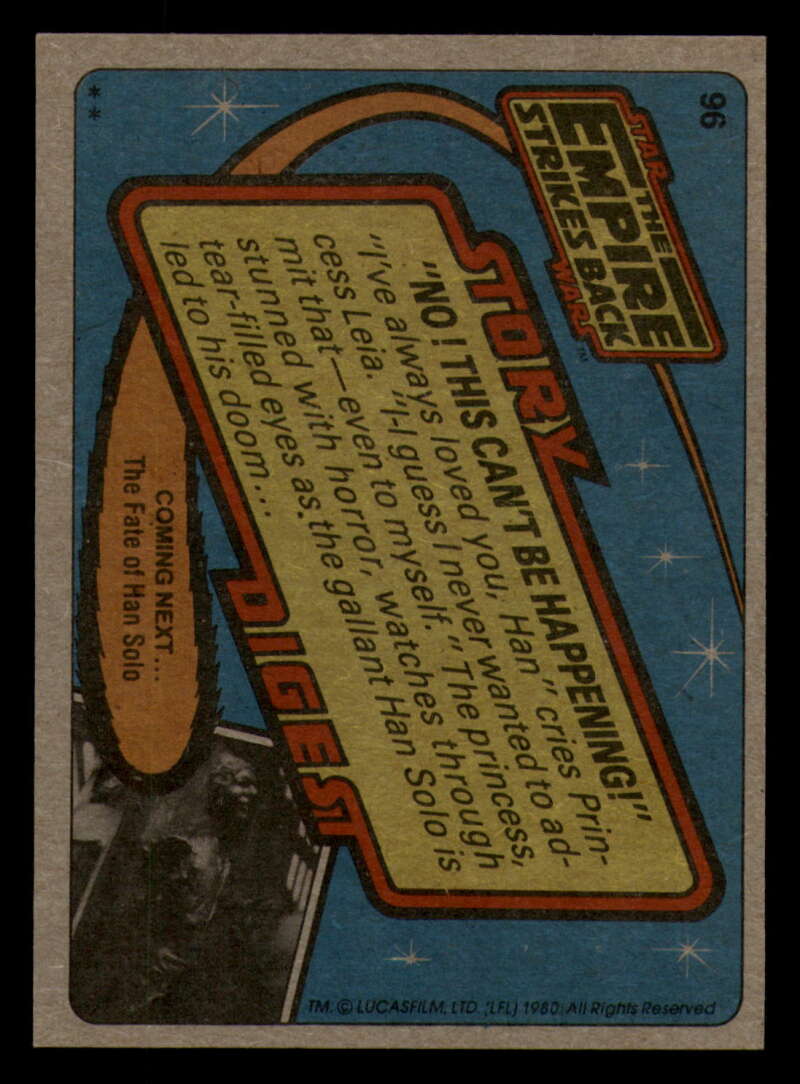 96
STAR
THE
EMPIRE
STRIKES BACK
WARS™
STORY
"NO! THIS CAN'T BE HAPPENING!"
"I've always loved you, Han," cries Prin-
cess Leia. "I-I guess I never wanted to ad-
mit that—even to myself." The princess,
stunned with horror, watches through
tear-filled eyes as the gallant Han Solo is
led to his doom...
DIGEST
COMING NEXT...
The Fate of Han Solo
**
TM. © LUCASFILM, LTD. (LFL) 1980, All Rights Reserved